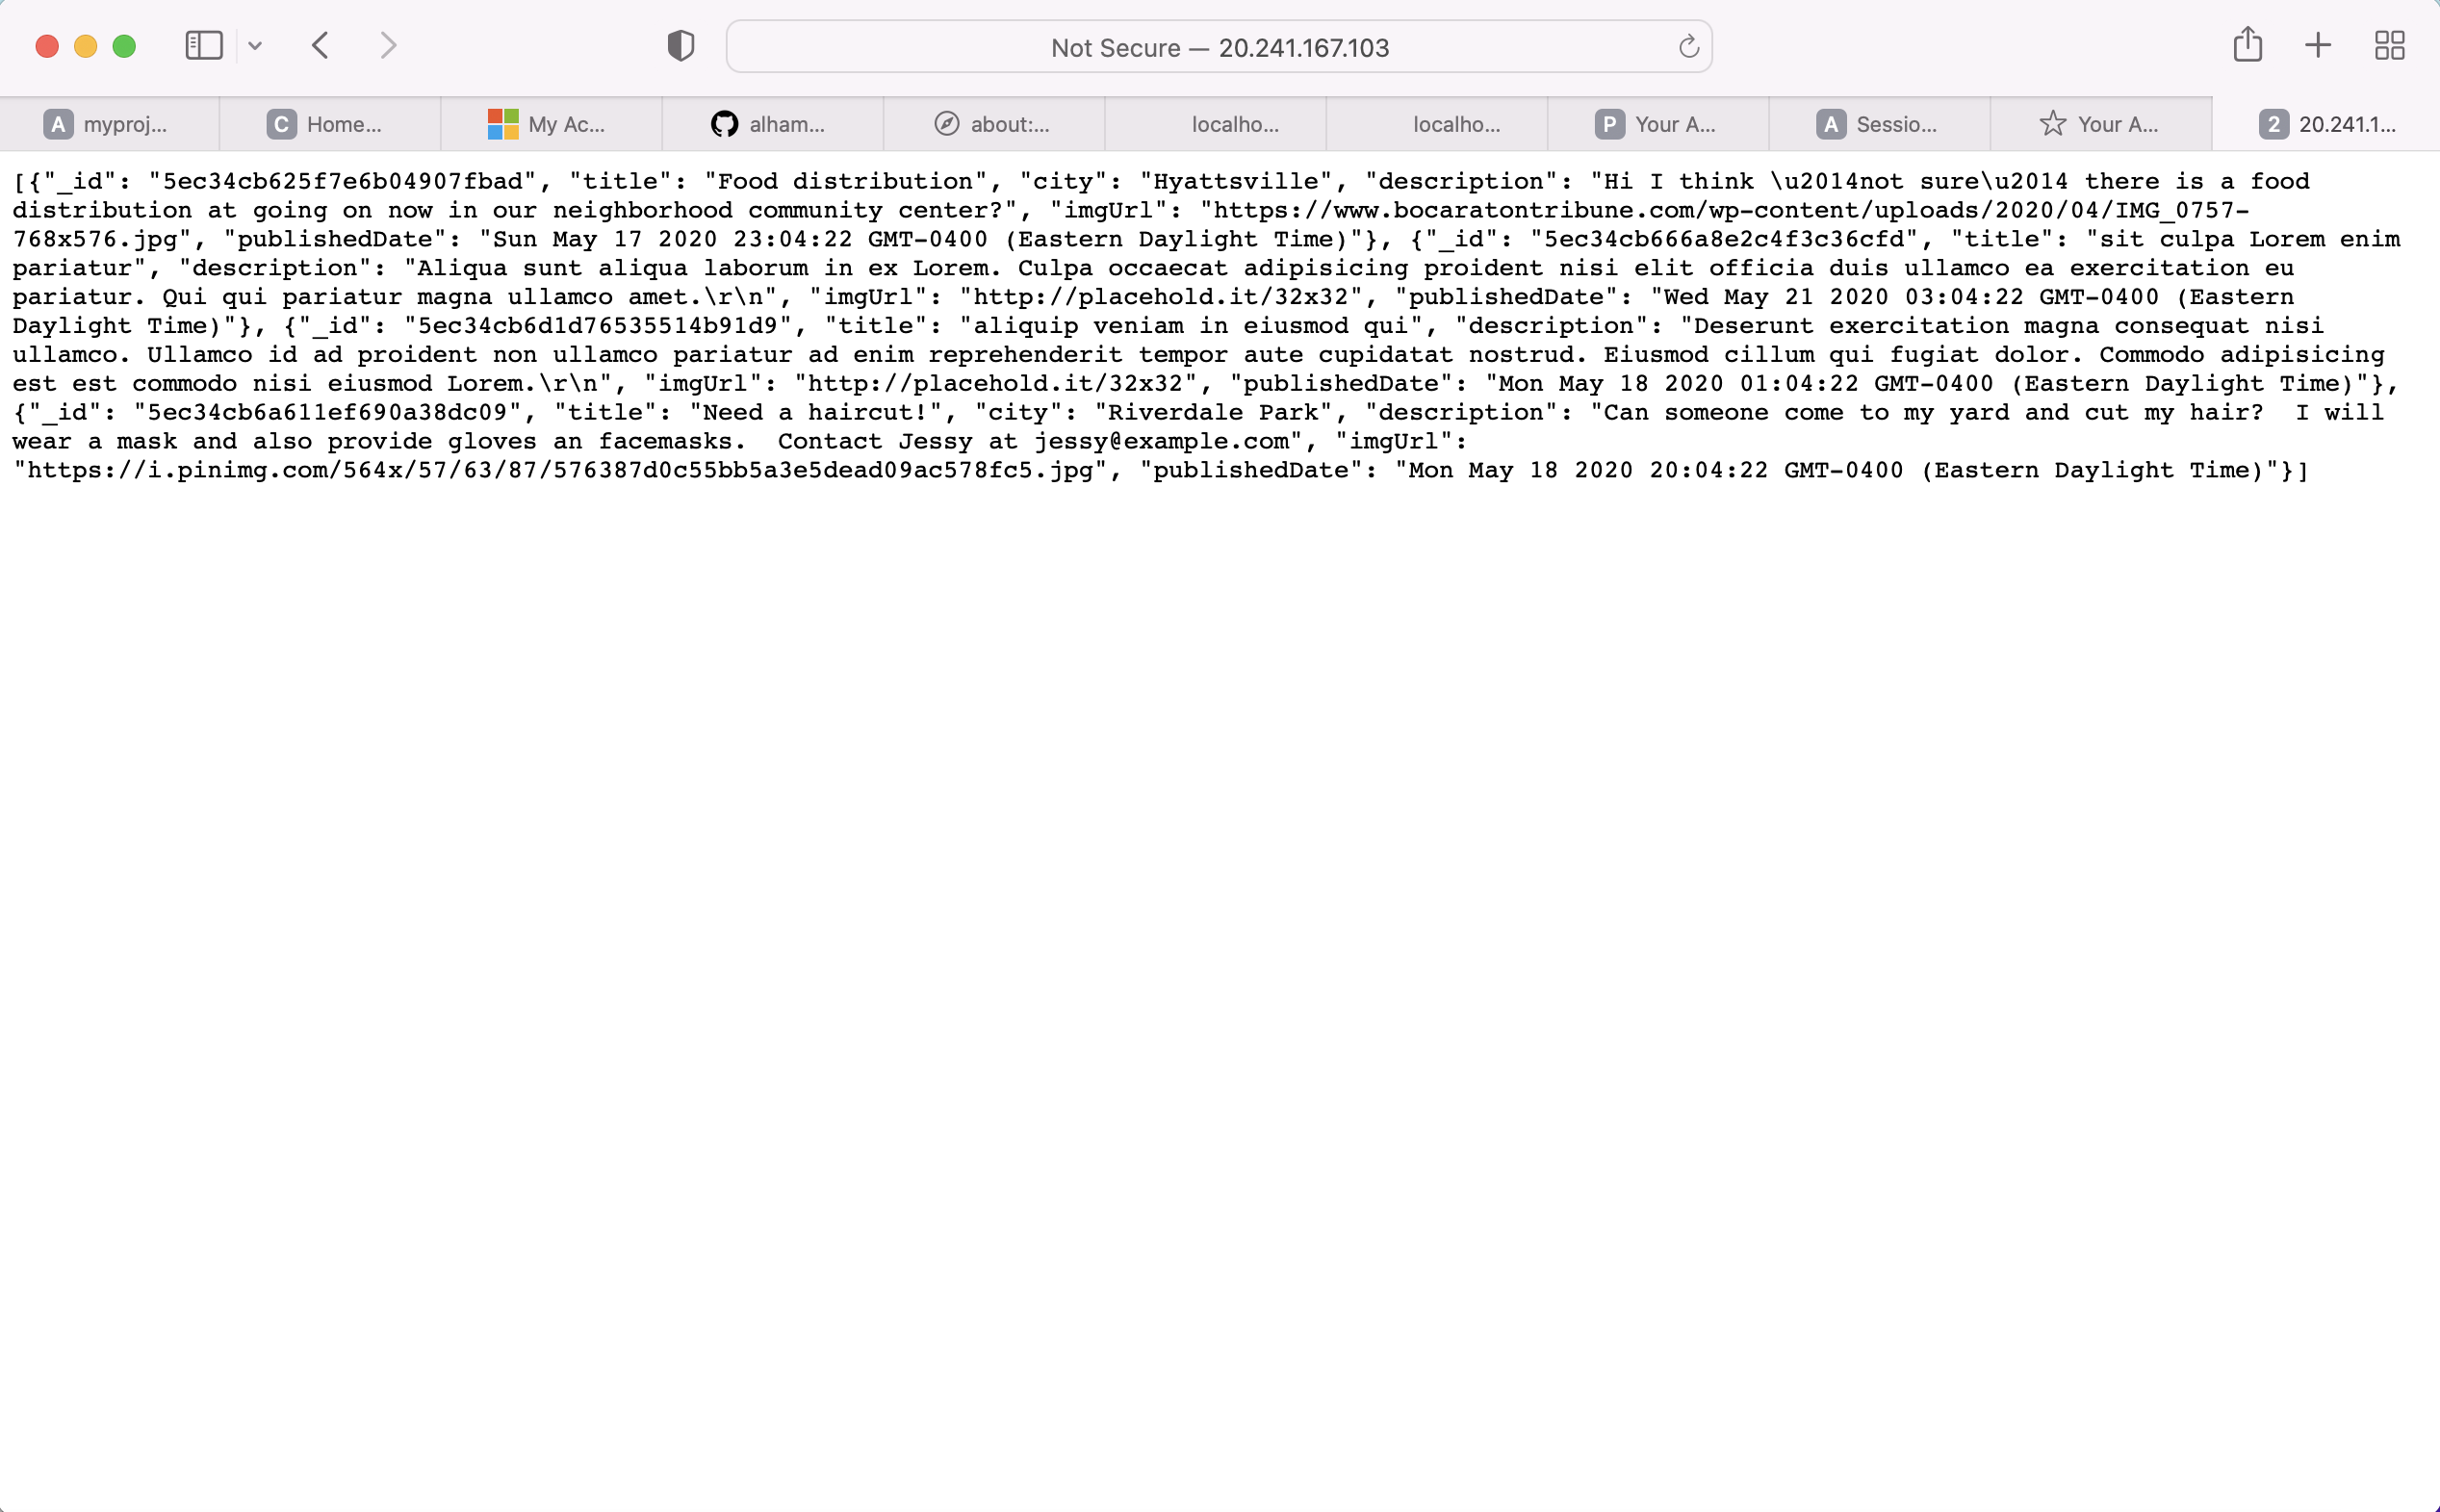 Not Secure — 20.241.167.103
A myproj...
C Home...
My Ac...
alham...
about:...
localho...
localho...
P Your A...
A Sessio...
Your A...
2 20.241.1...
[{"_id": "5ec34cb625f7e6b04907fbad", "title": "Food distribution", "city": "Hyattsville", "description": "Hi I think \u2014not sure\u2014 there is a food
distribution at going on now in our neighborhood community center?", "imgUrl": "https://www.bocaratontribune.com/wp-content/uploads/2020/04/IMG_0757-
768x576.jpg", "publishedDate": "Sun May 17 2020 23:04:22 GMT-0400 (Eastern Daylight Time)"}, {"_id": "5ec34cb666a8e2c4f3c36cfd", "title": "sit culpa Lorem enim
pariatur", "description": "Aliqua sunt aliqua laborum in ex Lorem. Culpa occaecat adipisicing proident nisi elit officia duis ullamco ea exercitation eu
pariatur. Qui qui pariatur magna ullamco amet.\r\n", "imgUrl": "http://placehold.it/32x32", "publishedDate": "Wed May 21 2020 03:04:22 GMT-0400 (Eastern
Daylight Time)"}, {"_id": "5ec34cb6d1d76535514b91d9", "title": "aliquip veniam in eiusmod qui", "description": "Deserunt exercitation magna consequat nisi
ullamco. Ullamco id ad proident non ullamco pariatur ad enim reprehenderit tempor aute cupidatat nostrud. Eiusmod cillum qui fugiat dolor. Commodo adipisicing
est est commodo nisi eiusmod Lorem.\r\n", "imgUrl": "http://placehold.it/32x32", "publishedDate": "Mon May 18 2020 01:04:22 GMT-0400 (Eastern Daylight Time)"},
{"_id": "5ec34cb6a611ef690a38dc09", "title": "Need a haircut!", "city": "Riverdale Park", "description": "Can someone come to my yard and cut my hair?  I will
wear a mask and also provide gloves an facemasks.  Contact Jessy at jessy@example.com", "imgUrl":
"https://i.pinimg.com/564x/57/63/87/576387d0c55bb5a3e5dead09ac578fc5.jpg", "publishedDate": "Mon May 18 2020 20:04:22 GMT-0400 (Eastern Daylight Time)"}]